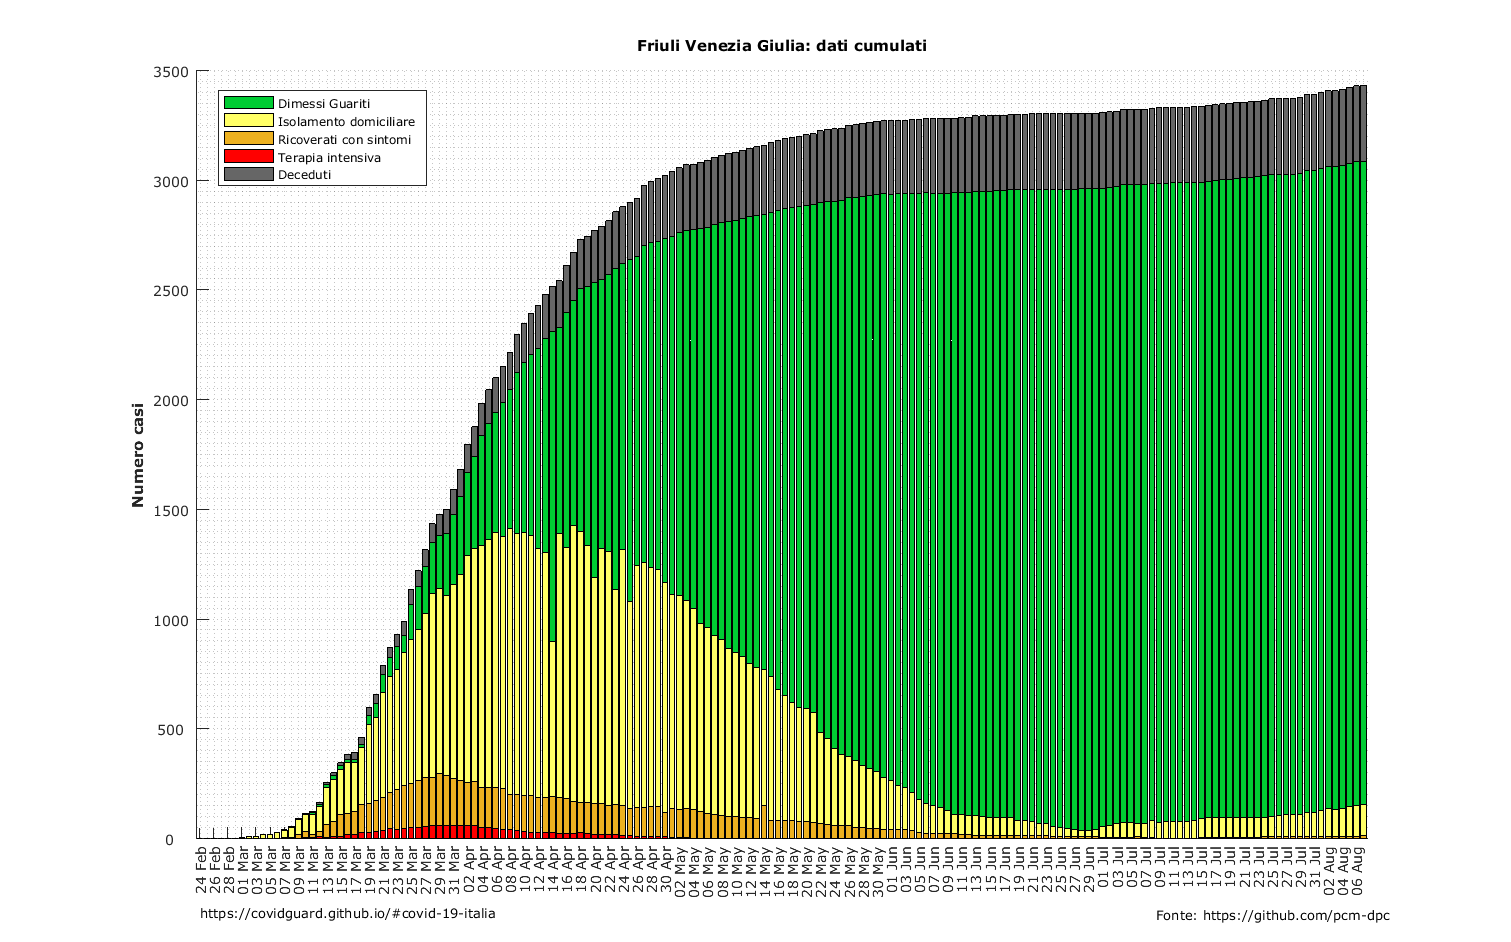 Friuli Venezia Giulia: dati cumulati
3500
3000
2500
2000
1500
1000
500
0
Numero casi
Dimessi Guariti
Isolamento domiciliare
Ricoverati con sintomi
Terapia intensiva
Deceduti
24 Feb
26 Feb
28 Feb
01 Mar
03 Mar
05 Mar
07 Mar
09 Mar
11 Mar
13 Mar
15 Mar
17 Mar
19 Mar
21 Mar
23 Mar
25 Mar
27 Mar
29 Mar
31 Mar
02 Apr
04 Apr
06 Apr
08 Apr
10 Apr
12 Apr
14 Apr
16 Apr
18 Apr
20 Apr
22 Apr
24 Apr
26 Apr
28 Apr
30 Apr
02 May
04 May
06 May
08 May
10 May
12 May
14 May
16 May
18 May
20 May
22 May
24 May
26 May
28 May
30 May
01 Jun
03 Jun
05 Jun
07 Jun
09 Jun
11 Jun
13 Jun
15 Jun
17 Jun
19 Jun
21 Jun
23 Jun
25 Jun
27 Jun
29 Jun
01 Jul
03 Jul
05 Jul
07 Jul
09 Jul
11 Jul
13 Jul
15 Jul
17 Jul
19 Jul
21 Jul
23 Jul
25 Jul
27 Jul
29 Jul
31 Jul
02 Aug
04 Aug
06 Aug
https://covidguard.github.io/#covid-19-italia
Fonte: https://github.com/pcm-dpc